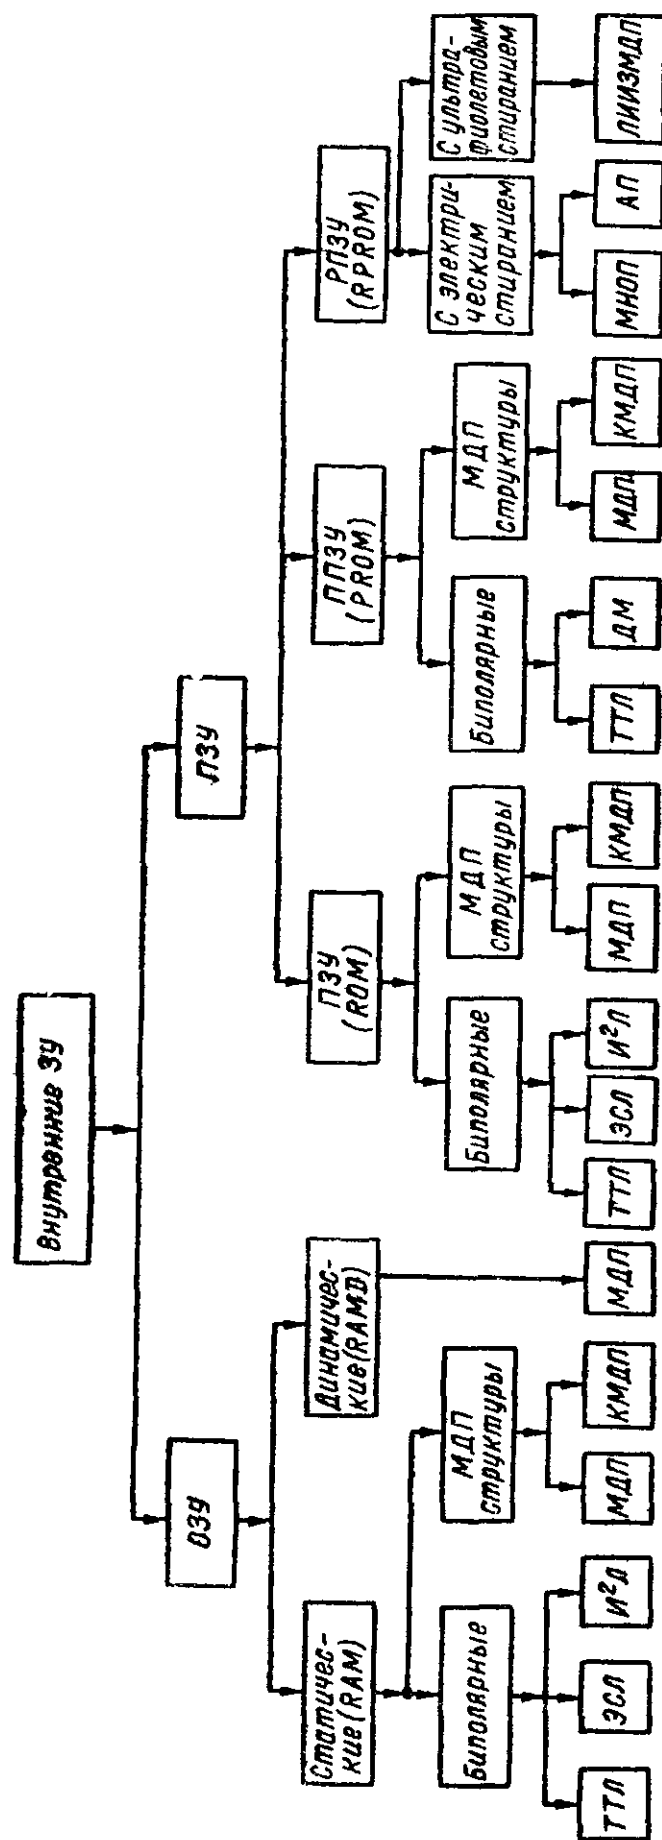 Внутренние ЗУ
ОЗУ
ПЗУ
Статичес-
кие (RAM)
Динамичес-
кие (RAMD)
ПЗУ
(ROM)
ППЗУ
(PROM)
РПЗУ
(RPROM)
Биполярные
МДП
структуры
Биполярные
МДП
структуры
Биполярные
МДП
структуры
С электри-
ческим
стиранием
С ультра-
фиолетовым
стиранием
ТТЛ
ЭСЛ
И²Л
МДП
КМДП
МДП
ТТЛ
ЭСЛ
И²Л
МДП
КМДП
ТТЛ
ДМ
МДП
КМДП
МНОП
АП
ЛИИЗМДП